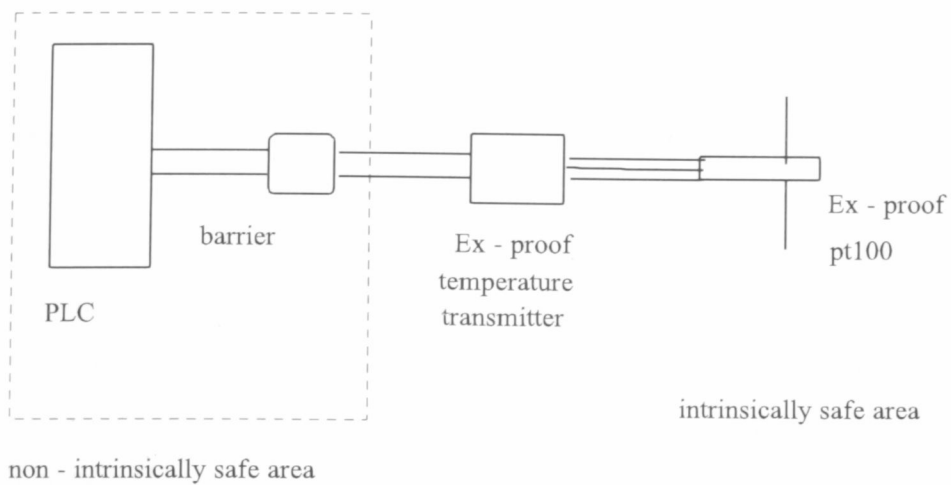 PLC
barrier
Ex - proof
temperature
transmitter
Ex - proof
pt100
intrinsically safe area
non - intrinsically safe area